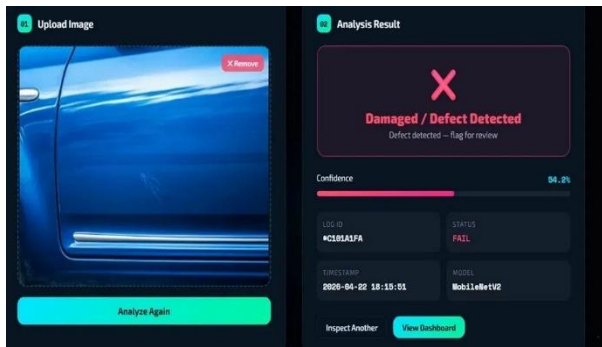 01 Upload Image
X Remove
Analyze Again
02 Analysis Result
Damaged / Defect Detected
Defect detected — flag for review
Confidence 54.2%
LOG ID
#C101A1FA
STATUS
FAIL
TIMESTAMP
2026-04-22 18:15:51
MODEL
MobileNetV2
Inspect Another
View Dashboard